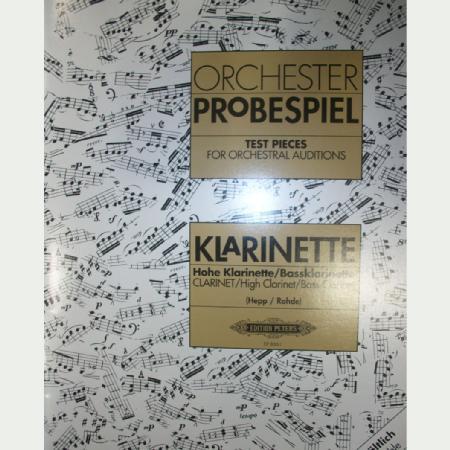 ORCHESTER
PROBESPIEL
TEST PIECES
FOR ORCHESTRAL AUDITIONS
KLARINETTE
Hohe Klarinette/Bassklarinette
CLARINET/High Clarinet/Bass Clarinet
(Hepp / Rohde)
EDITION PETERS